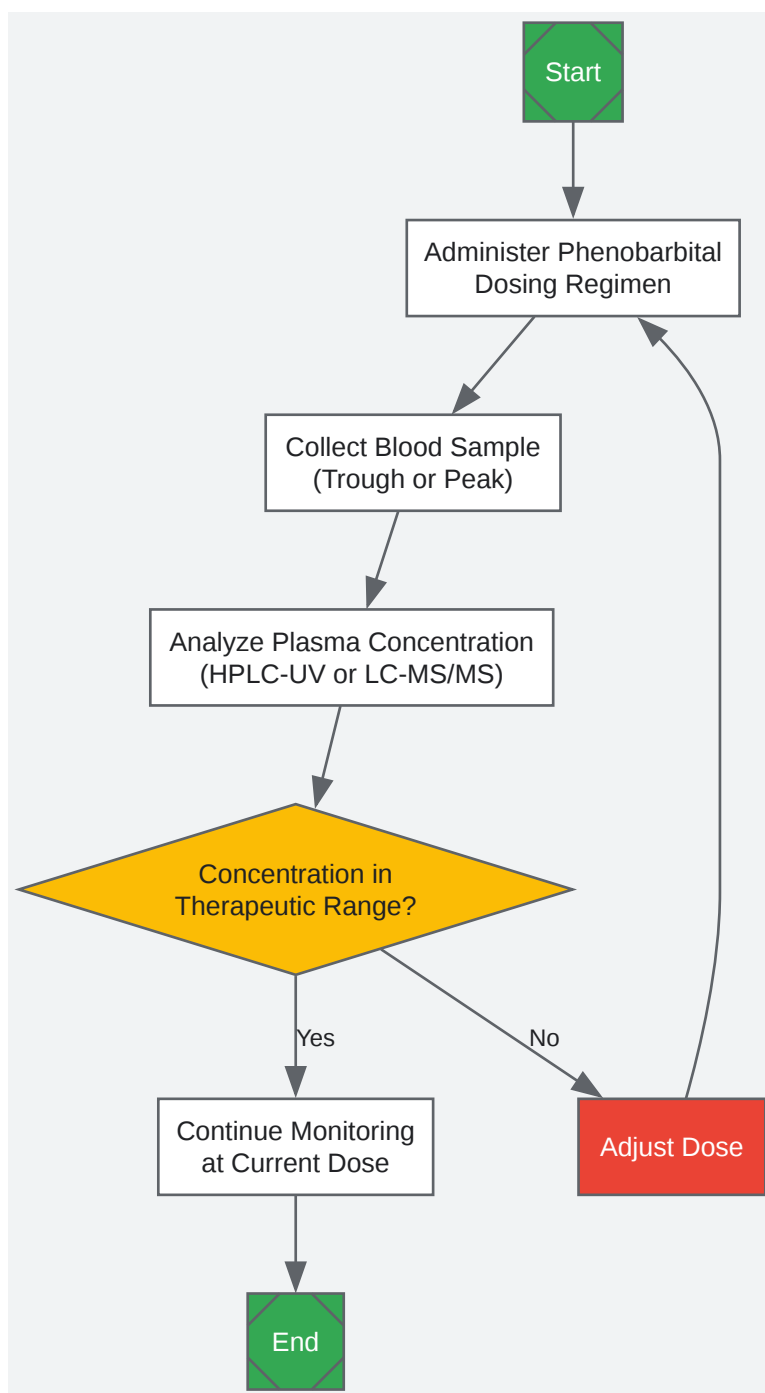 Start
Administer Phenobarbital
Dosing Regimen
Collect Blood Sample
(Trough or Peak)
Analyze Plasma Concentration
(HPLC-UV or LC-MS/MS)
Concentration in
Therapeutic Range?
Yes
No
Continue Monitoring
at Current Dose
Adjust Dose
End